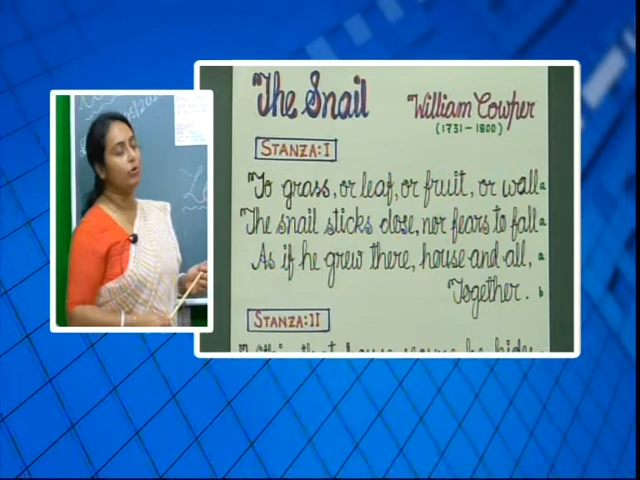 The Snail
William Cowper
(1731-1800)
STANZA:I
To grass, or leaf, or fruit, or wall a
The snail sticks close, nor fears to fall a
As if he grew there, house and all, a
Together. b
STANZA:II